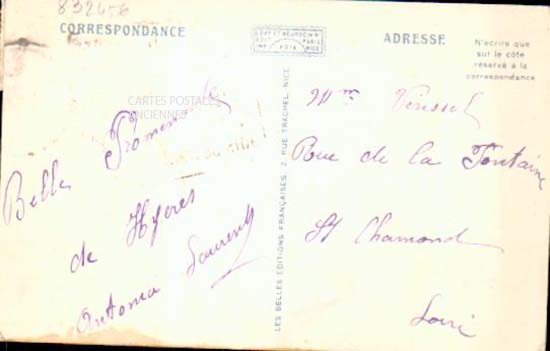 832456
CORRESPONDANCE
ADRESSE
N'écrire que
sur le côté
réservé à la
correspondance
CARTES POSTALES
ANCIENNES
Belle Promenade
de Hyères
Antonia Laurent
LES BELLES ÉDITIONS FRANÇAISES. 2 RUE TRACHEL, NICE
Mme
Rue de la Fontaine
St Chamond
Loire